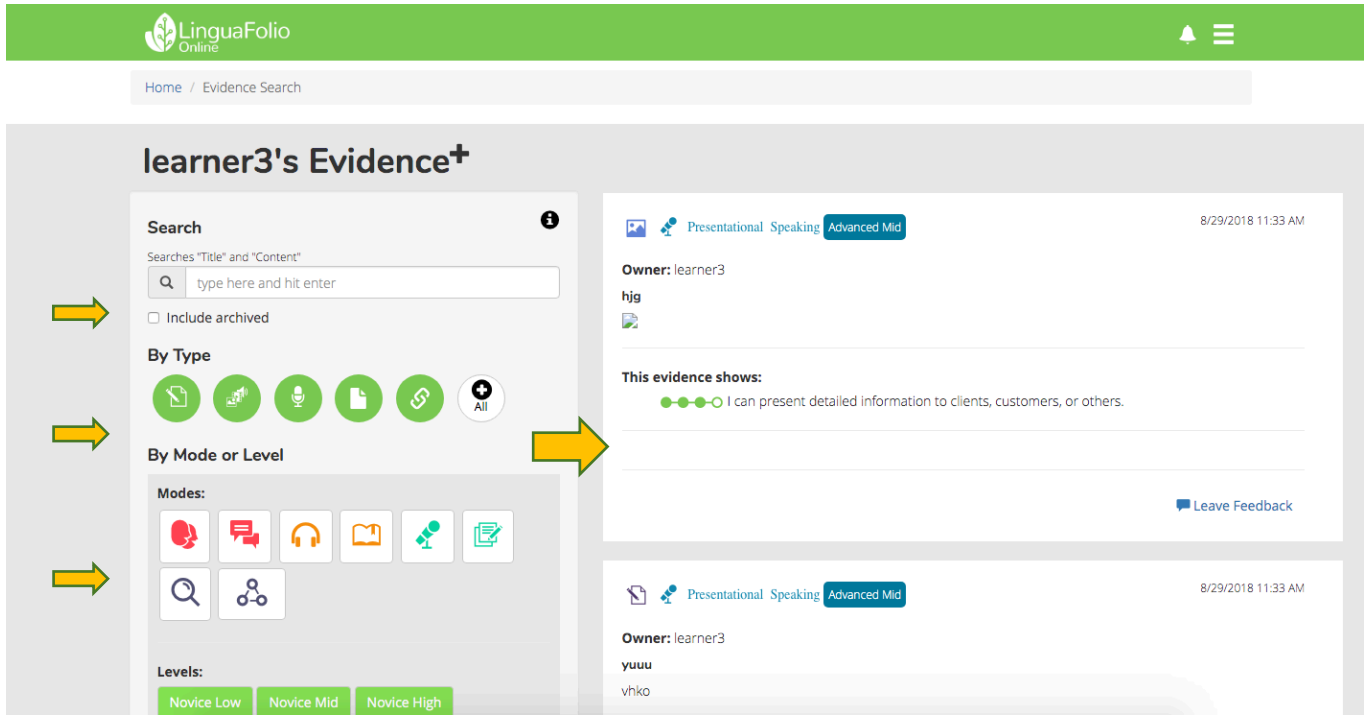 LinguaFolio
Online
Home / Evidence Search
learner3's Evidence+
Search
Searches "Title" and "Content"
type here and hit enter
Include archived
By Type
All
By Mode or Level
Modes:
Levels:
Novice Low Novice Mid Novice High
Presentational Speaking Advanced Mid 8/29/2018 11:33 AM
Owner: learner3
hjg
This evidence shows:
I can present detailed information to clients, customers, or others.
Leave Feedback
Presentational Speaking Advanced Mid 8/29/2018 11:33 AM
Owner: learner3
yuuu
vhko